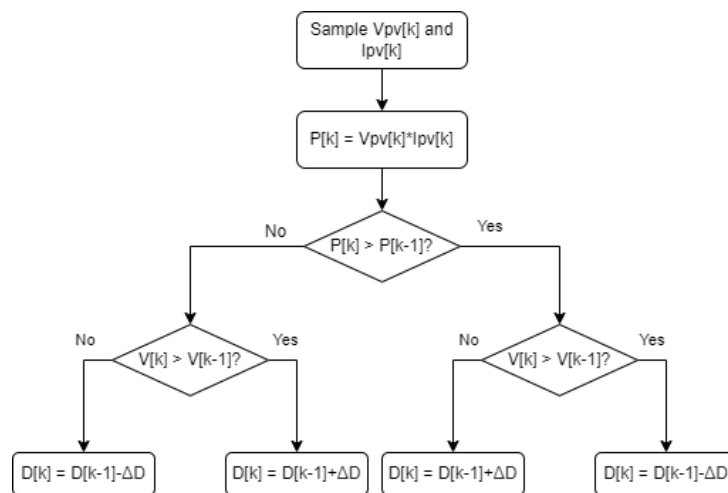 Sample Vpv[k] and
Ipv[k]
P[k] = Vpv[k]*Ipv[k]
No
Yes
P[k] > P[k-1]?
No
Yes
No
Yes
V[k] > V[k-1]?
V[k] > V[k-1]?
D[k] = D[k-1]-ΔD
D[k] = D[k-1]+ΔD
D[k] = D[k-1]+ΔD
D[k] = D[k-1]-ΔD